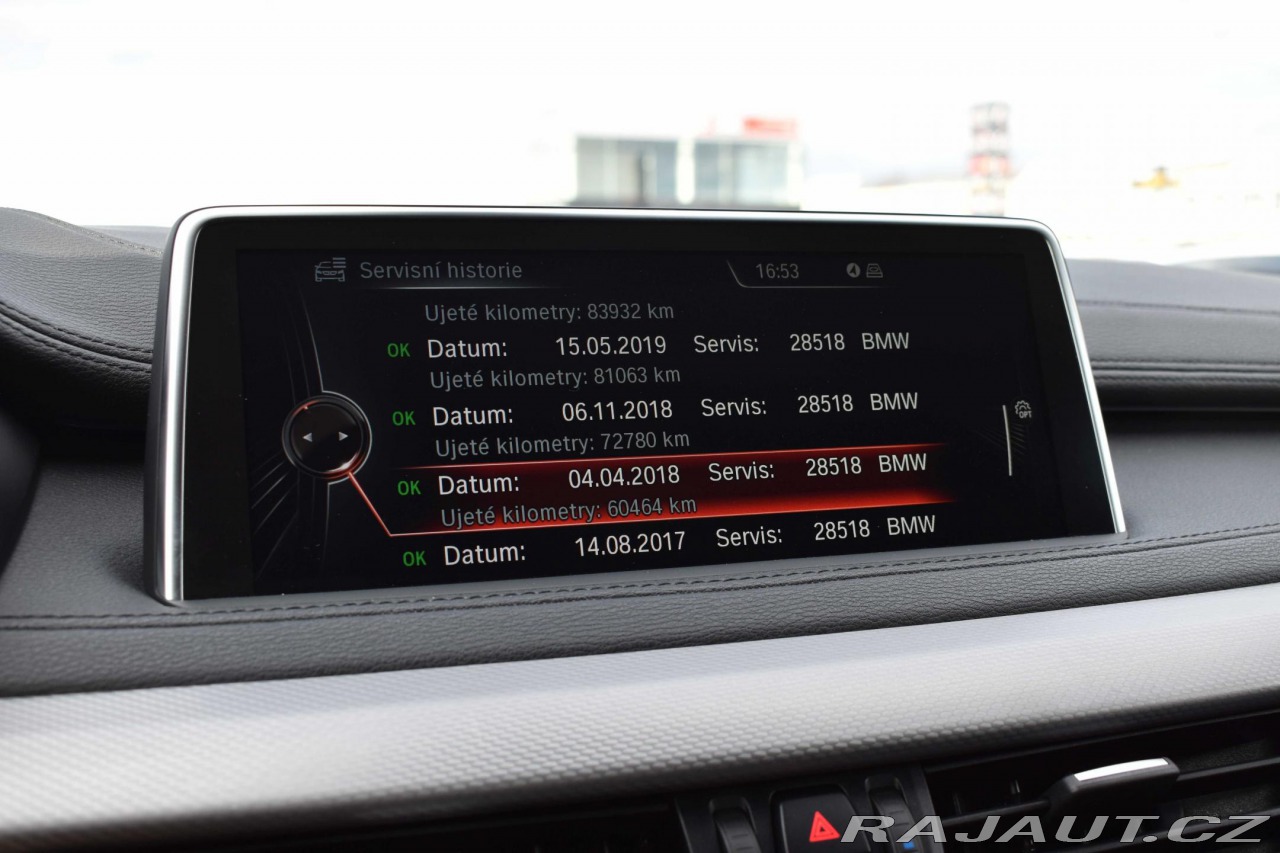 Servisní historie 16:53
Ujeté kilometry: 83932 km
OK Datum: 15.05.2019 Servis: 28518 BMW
Ujeté kilometry: 81063 km
OK Datum: 06.11.2018 Servis: 28518 BMW
Ujeté kilometry: 72780 km
OK Datum: 04.04.2018 Servis: 28518 BMW
Ujeté kilometry: 60464 km
OK Datum: 14.08.2017 Servis: 28518 BMW
OPT
RAJAUT.CZ